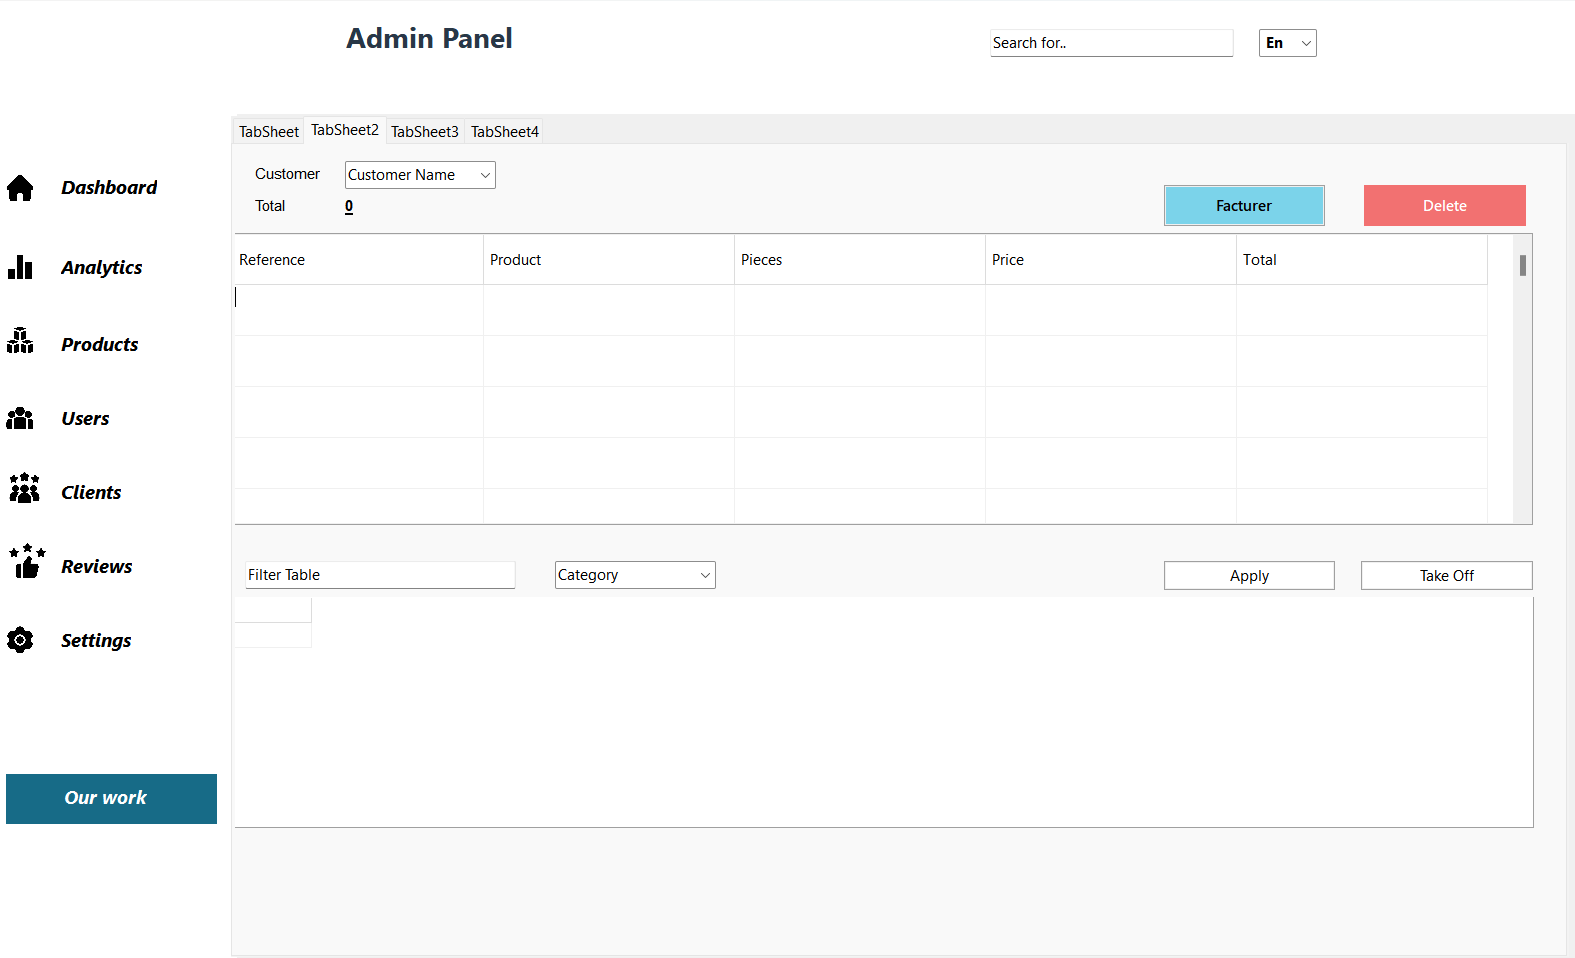 Admin Panel
Search for..
En
TabSheet TabSheet2 TabSheet3 TabSheet4
Customer Customer Name
Total 0
Facturer Delete
Reference Product Pieces Price Total
Filter Table Category Apply Take Off
Dashboard
Analytics
Products
Users
Clients
Reviews
Settings
Our work